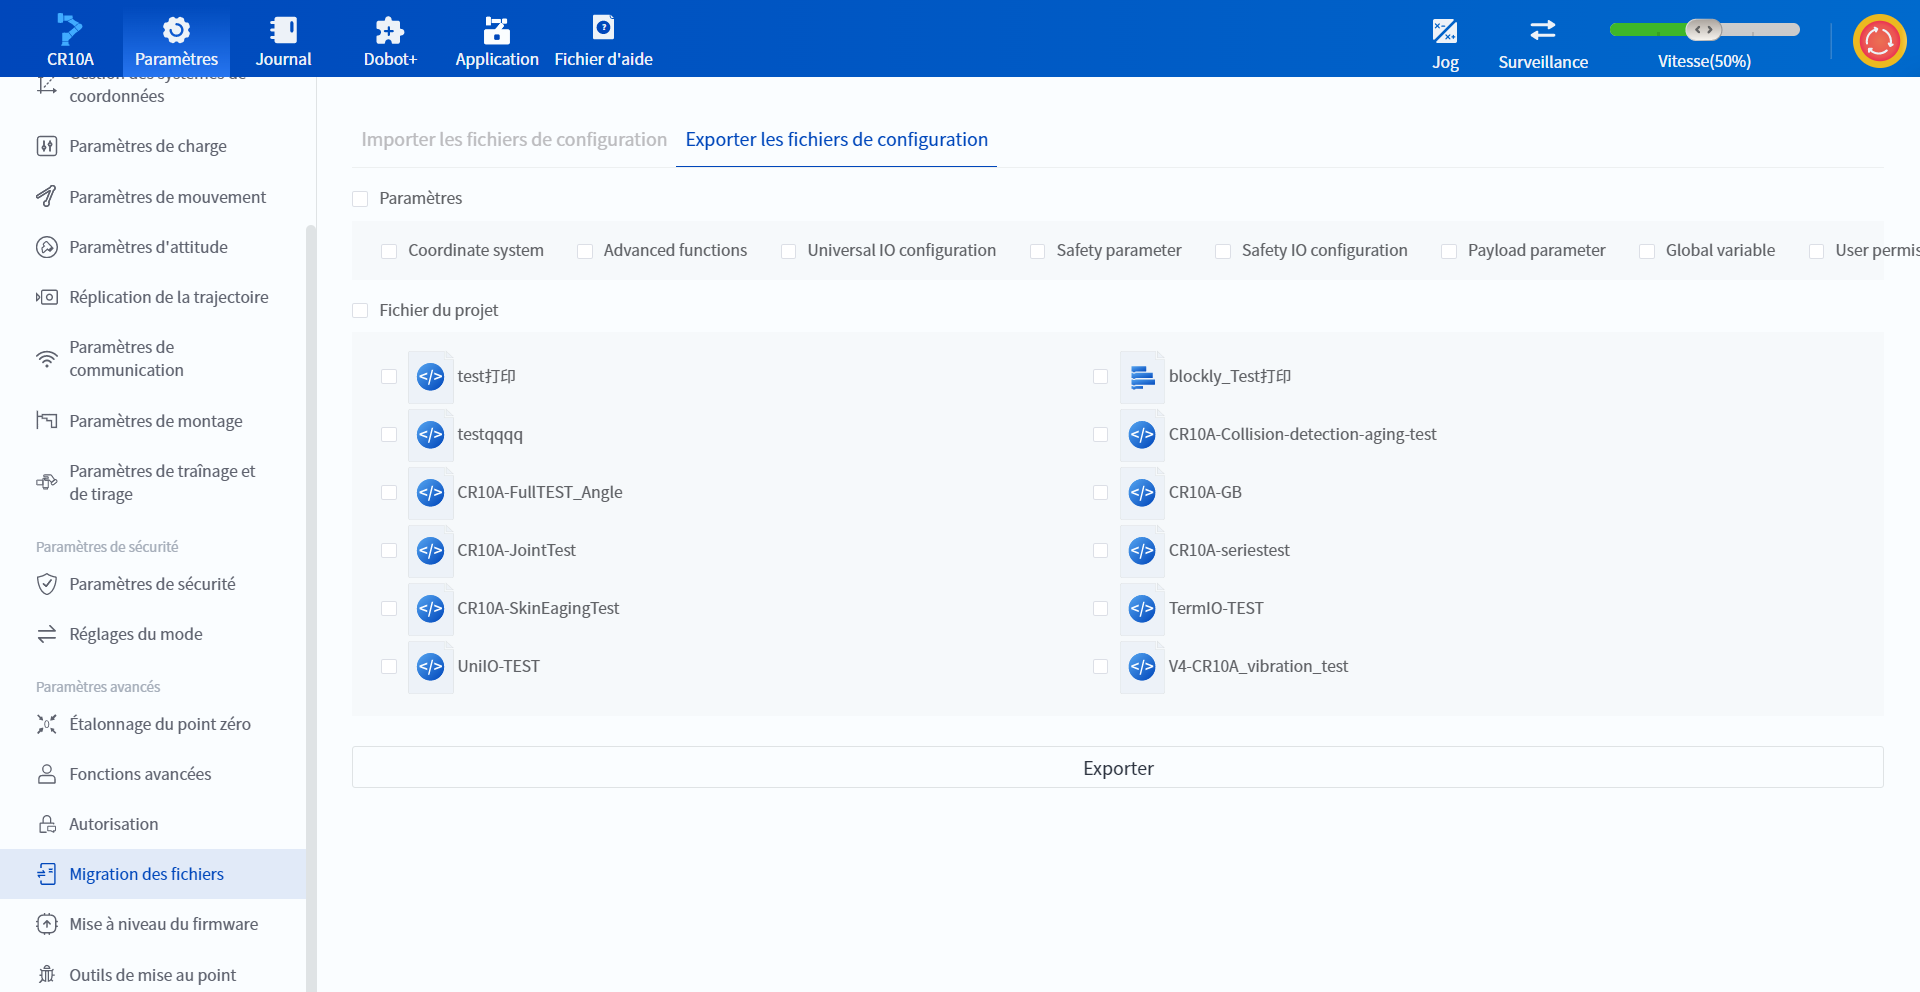 CR10A
Paramètres
Journal
Dobot+
Application
Fichier d'aide
Jog
Surveillance
Vitesse(50%)
Gestion des systèmes de
coordonnées
Paramètres de charge
Paramètres de mouvement
Paramètres d'attitude
Réplication de la trajectoire
Paramètres de
communication
Paramètres de montage
Paramètres de traînage et
de tirage
Paramètres de sécurité
Paramètres de sécurité
Réglages du mode
Paramètres avancés
Étalonnage du point zéro
Fonctions avancées
Autorisation
Migration des fichiers
Mise à niveau du firmware
Outils de mise au point
Importer les fichiers de configuration
Exporter les fichiers de configuration
Paramètres
Coordinate system
Advanced functions
Universal IO configuration
Safety parameter
Safety IO configuration
Payload parameter
Global variable
User permis
Fichier du projet
test打印
blockly_Test打印
testqqqq
CR10A-Collision-detection-aging-test
CR10A-FullTEST_Angle
CR10A-GB
CR10A-JointTest
CR10A-seriestest
CR10A-SkinEagingTest
TermIO-TEST
UniIO-TEST
V4-CR10A_vibration_test
Exporter